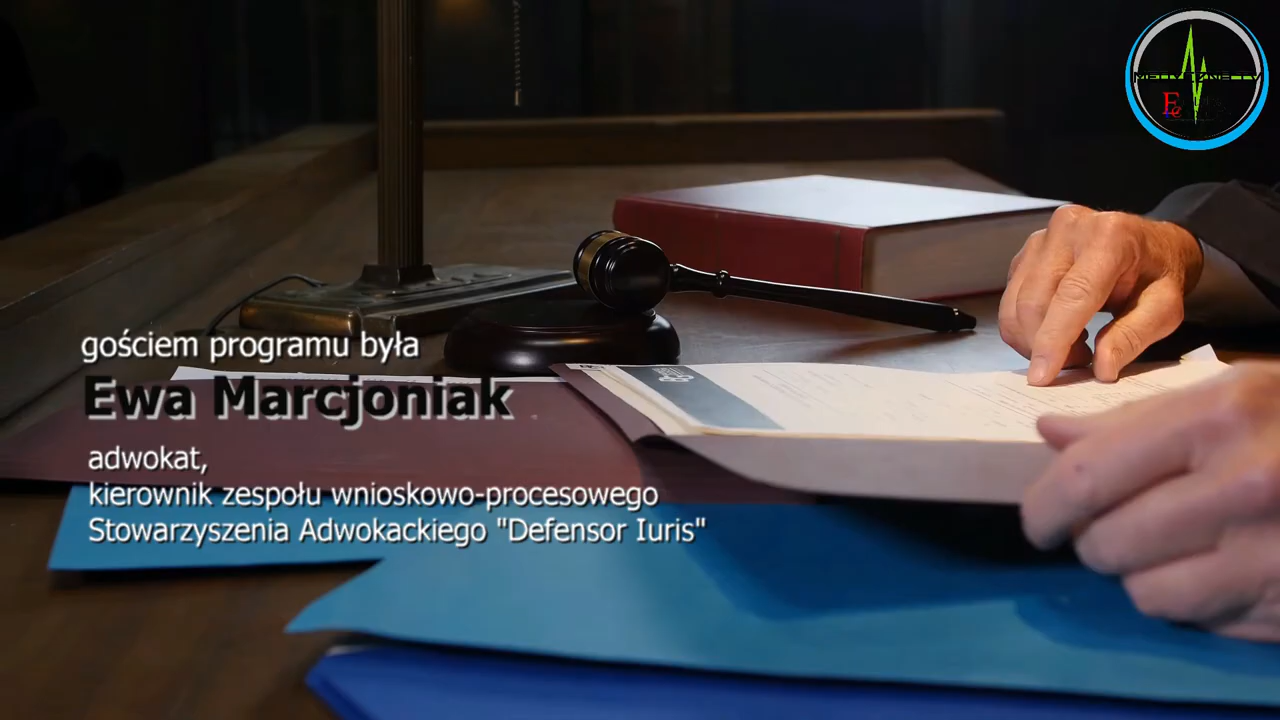 gościem programu była
Ewa Marcjoniak
adwokat,
kierownik zespołu wnioskowo-procesowego
Stowarzyszenia Adwokackiego "Defensor Iuris"